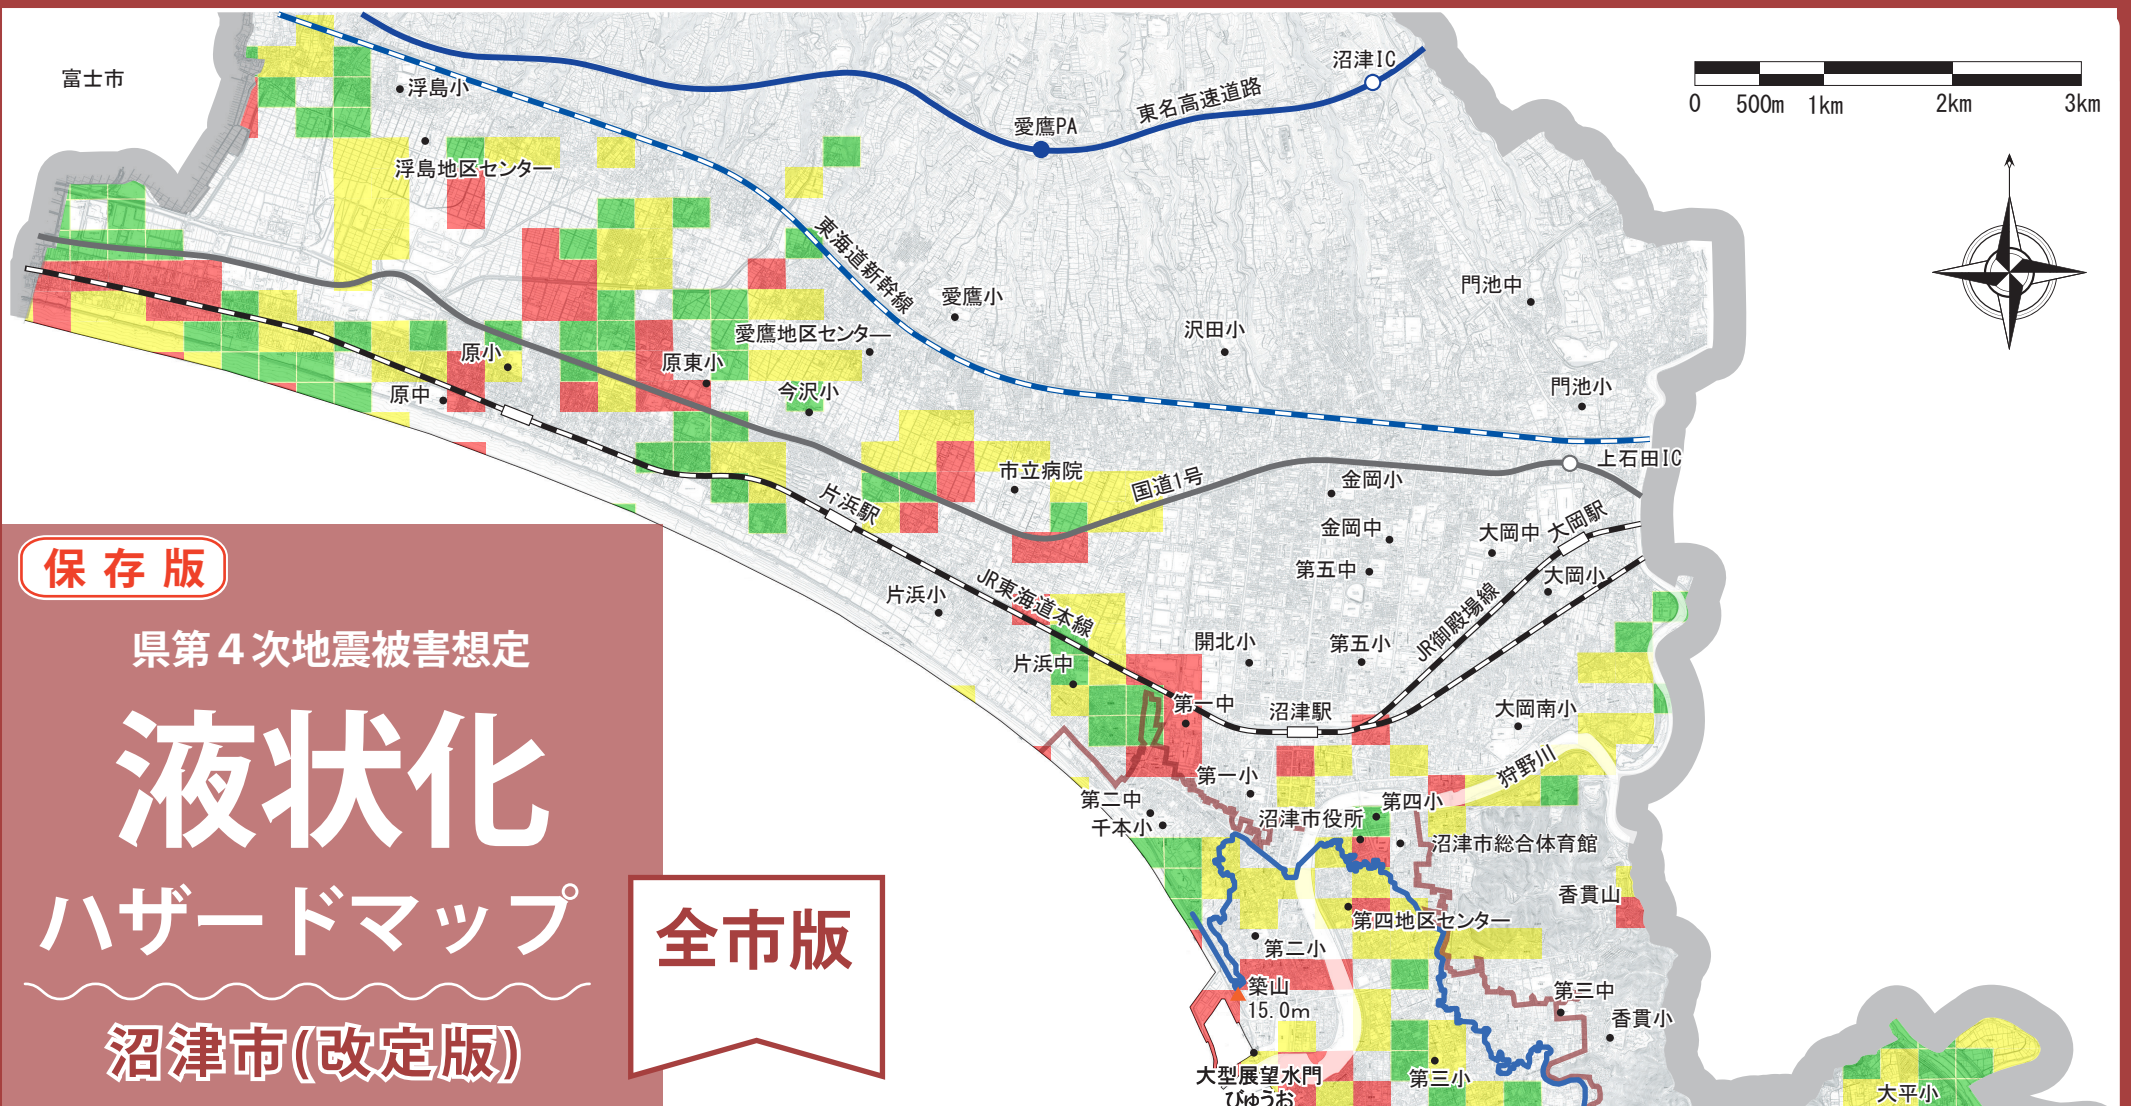 富士市
浮島小
浮島地区センター
沼津IC
東名高速道路
愛鷹PA
0 500m 1km 2km 3km
東海道新幹線
愛鷹小
愛鷹地区センター
沢田小
門池中
門池小
原小
原中
原東小
今沢小
上石田IC
市立病院
国道1号
金岡小
金岡中
第五中
大岡中
大岡駅
大岡小
片浜駅
JR東海道本線
片浜小
片浜中
開北小
第五小
JR御殿場線
第一中
沼津駅
大岡南小
狩野川
第一小
第二中
千本小
沼津市役所
第四小
沼津市総合体育館
香貫山
第四地区センター
第二小
築山
15.0m
第三中
香貫小
大型展望水門
びゅうお
第三小
大平小
保存版
県第4次地震被害想定
液状化
ハザードマップ
沼津市(改定版)
全市版